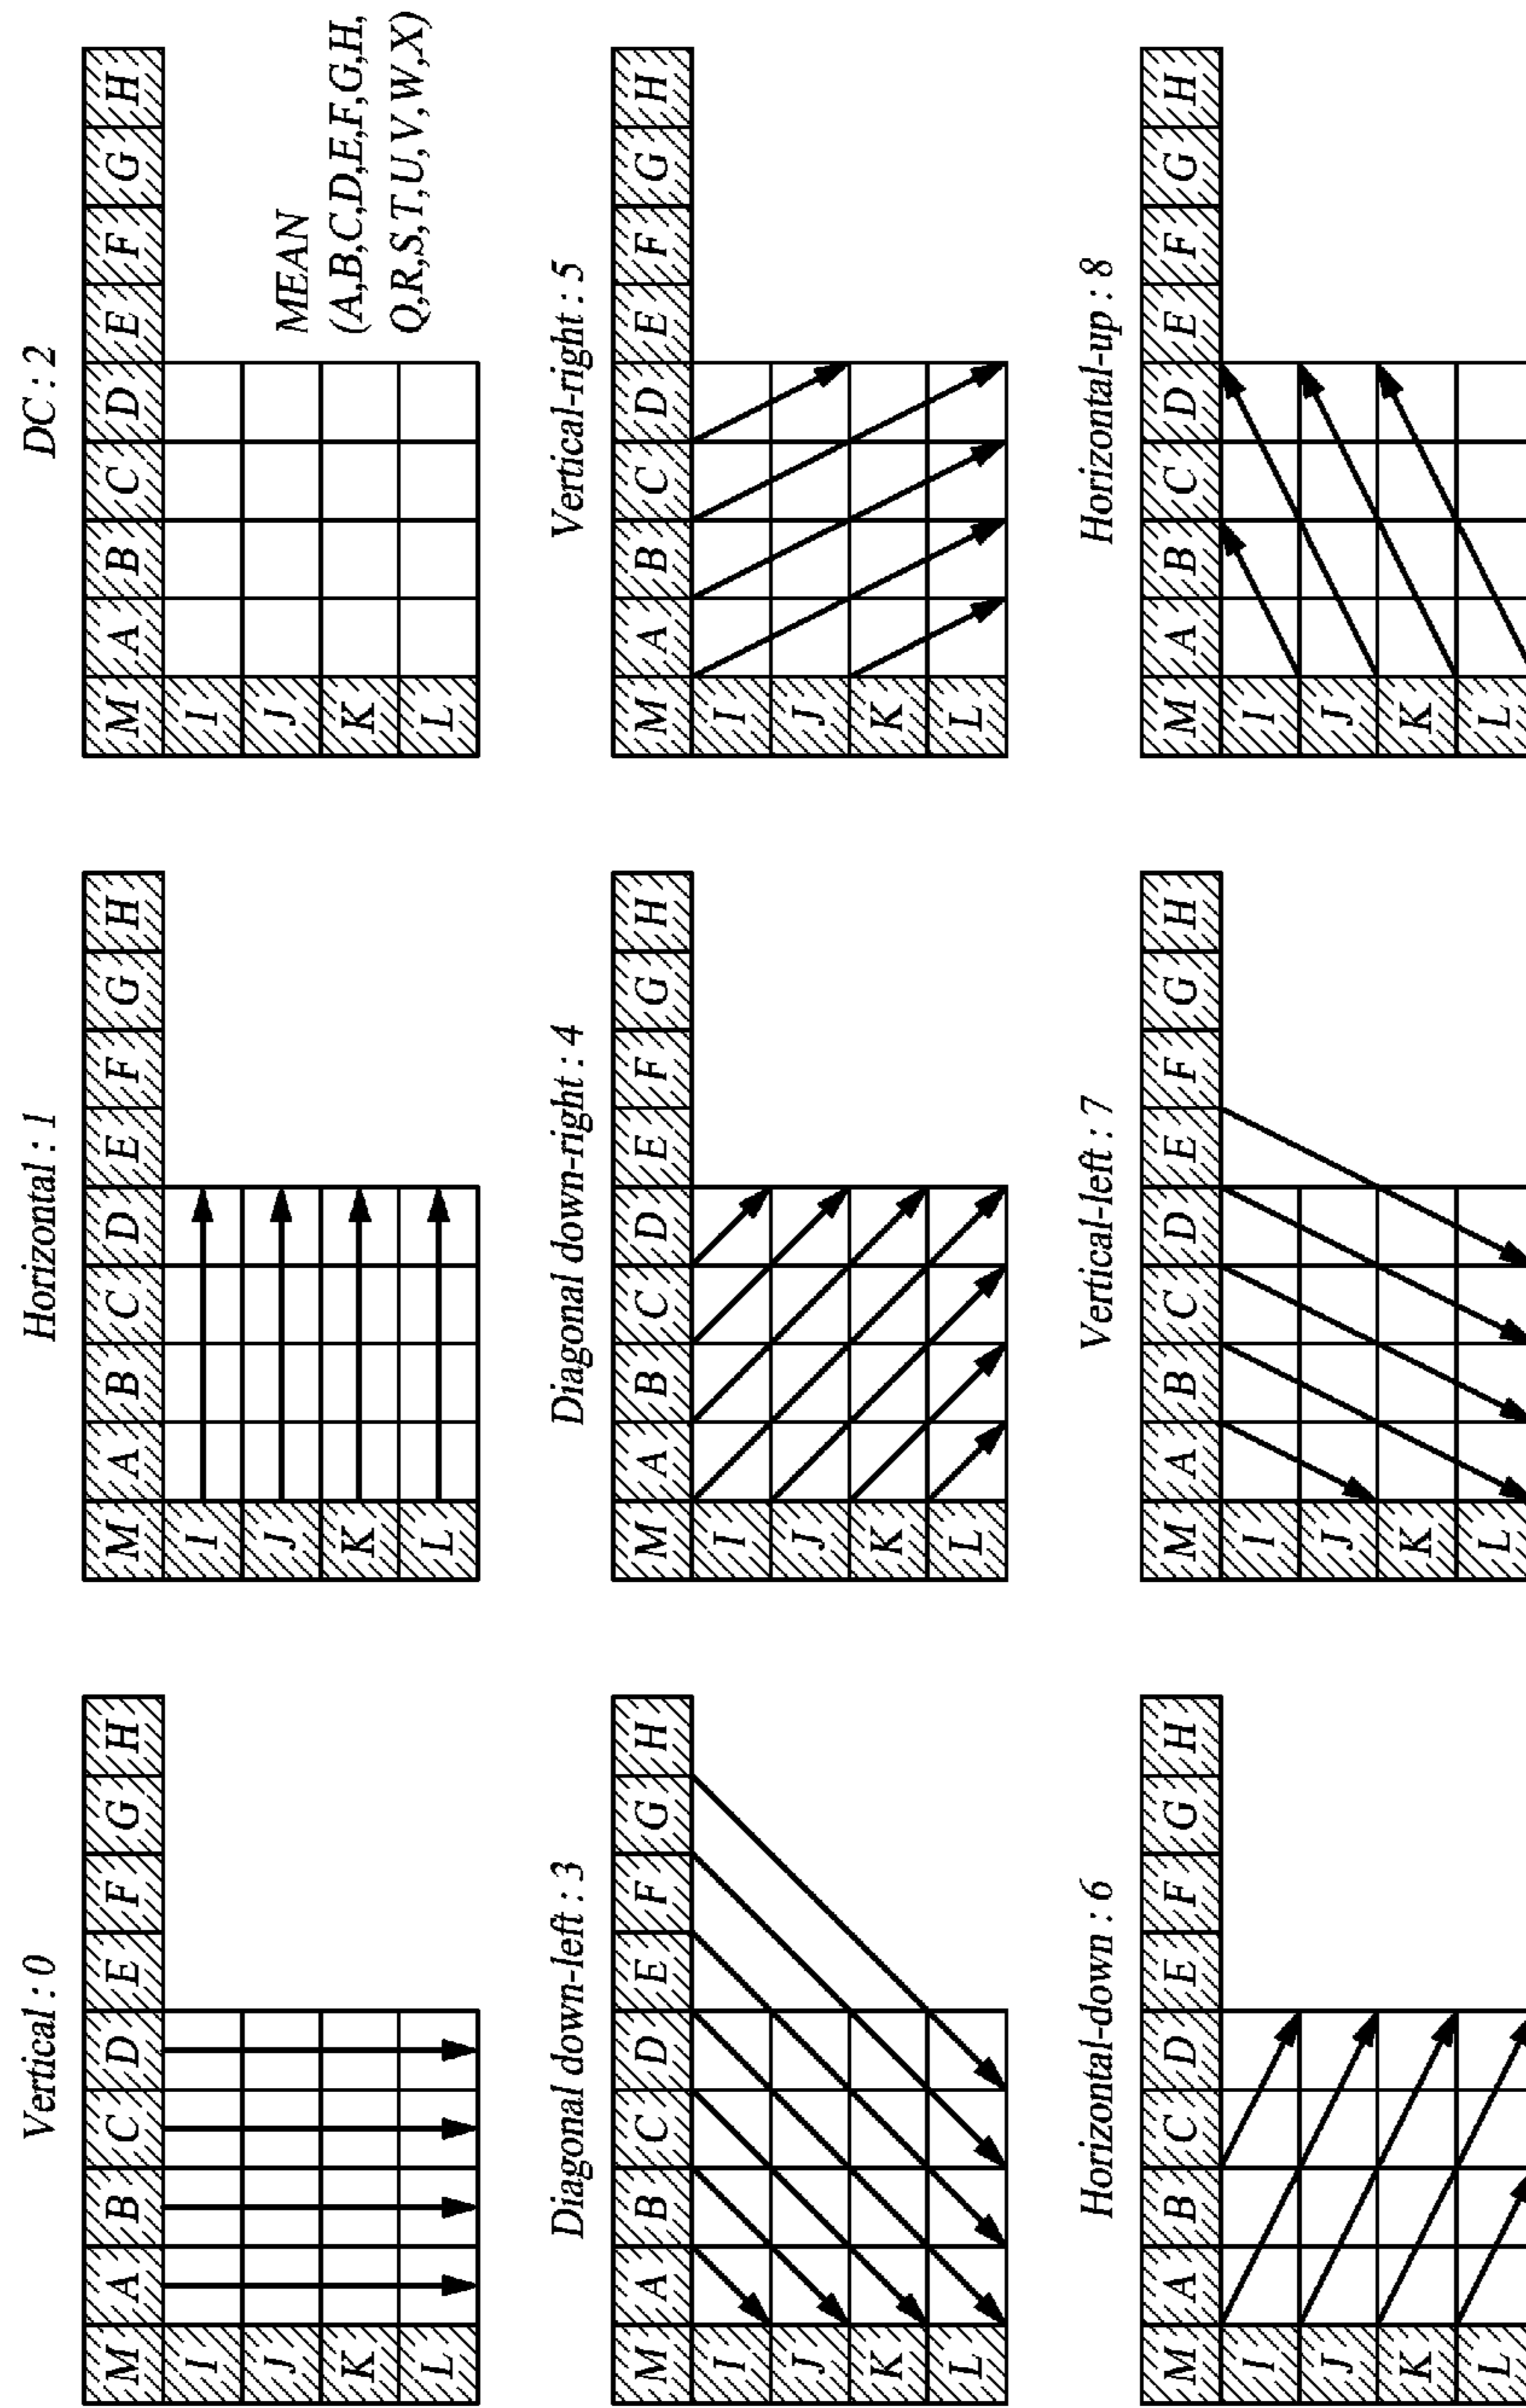 Vertical : 0
M A B C D E F G H
I
J
K
L
Horizontal : 1
M A B C D E F G H
I
J
K
L
DC : 2
M A B C D E F G H
I
J
K
L
MEAN
(A,B,C,D,E,F,G,H,
Q,R,S,T,U,V,W,X)
Diagonal down-left : 3
M A B C D E F G H
I
J
K
L
Diagonal down-right : 4
M A B C D E F G H
I
J
K
L
Vertical-right : 5
M A B C D E F G H
I
J
K
L
Horizontal-down : 6
M A B C D E F G H
I
J
K
L
Vertical-left : 7
M A B C D E F G H
I
J
K
L
Horizontal-up : 8
M A B C D E F G H
I
J
K
L